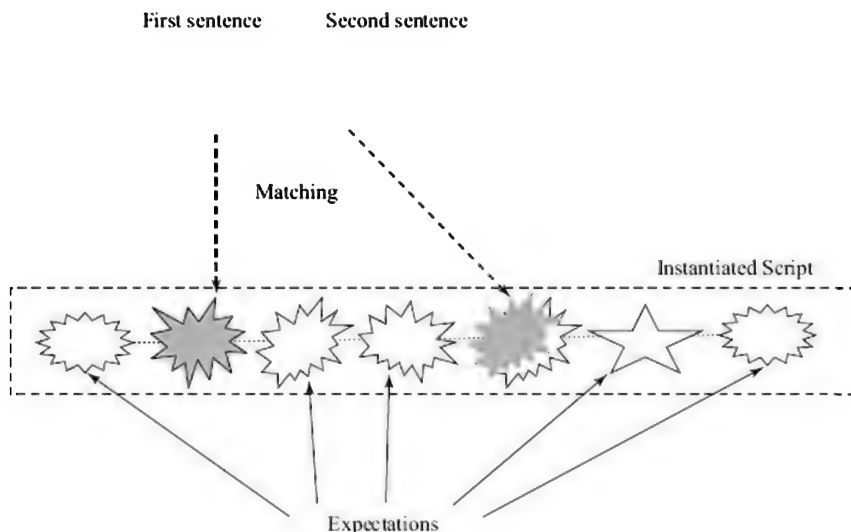 First sentence Second sentence
Matching
Instantiated Script
Expectations